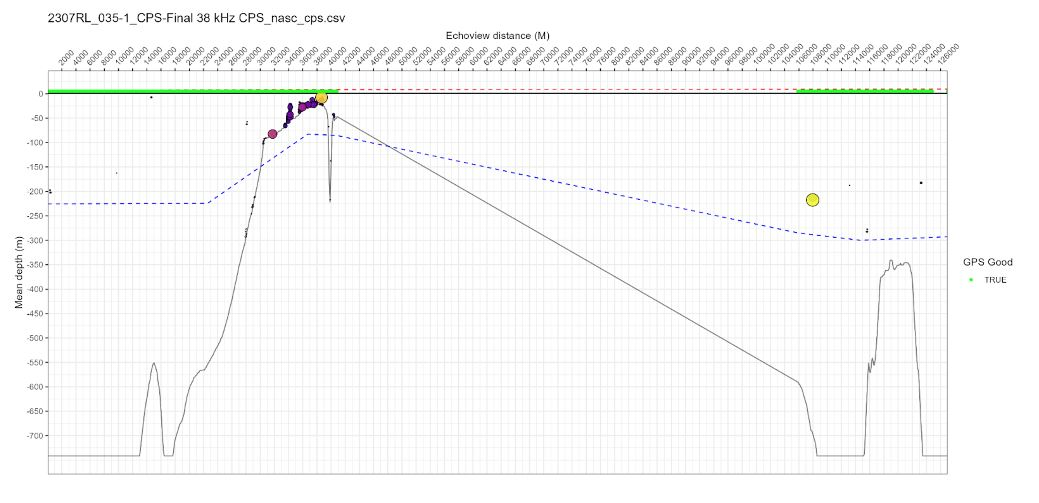 2307RL_035-1_CPS-Final 38 kHz CPS_nasc_cps.csv
Echoview distance (M)
2000 4000 6000 8000 10000 12000 14000 16000 18000 20000 22000 24000 26000 28000 30000 32000 34000 36000 38000 40000 42000 44000 46000 48000 50000 52000 54000 56000 58000 60000 62000 64000 66000 68000 70000 72000 74000 76000 78000 80000 82000 84000 86000 88000 90000 92000 94000 96000 98000 100000 102000 104000 106000 108000 110000 112000 114000 116000 118000 120000 122000 124000 126000
0
-50
-100
-150
-200
-250
-300
-350
-400
-450
-500
-550
-600
-650
-700
Mean depth (m)
GPS Good
TRUE